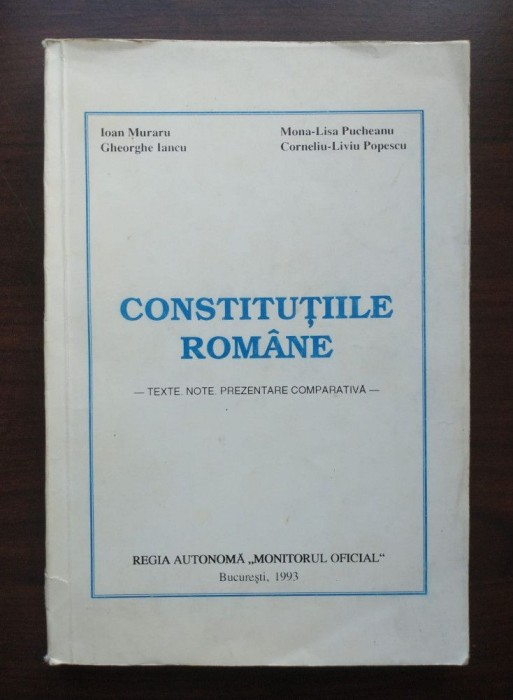 Ioan Muraru
Gheorghe Iancu
Mona-Lisa Pucheanu
Corneliu-Liviu Popescu
CONSTITUȚIILE
ROMÂNE
— TEXTE. NOTE. PREZENTARE COMPARATIVĂ —
REGIA AUTONOMĂ „MONITORUL OFICIAL“
București, 1993